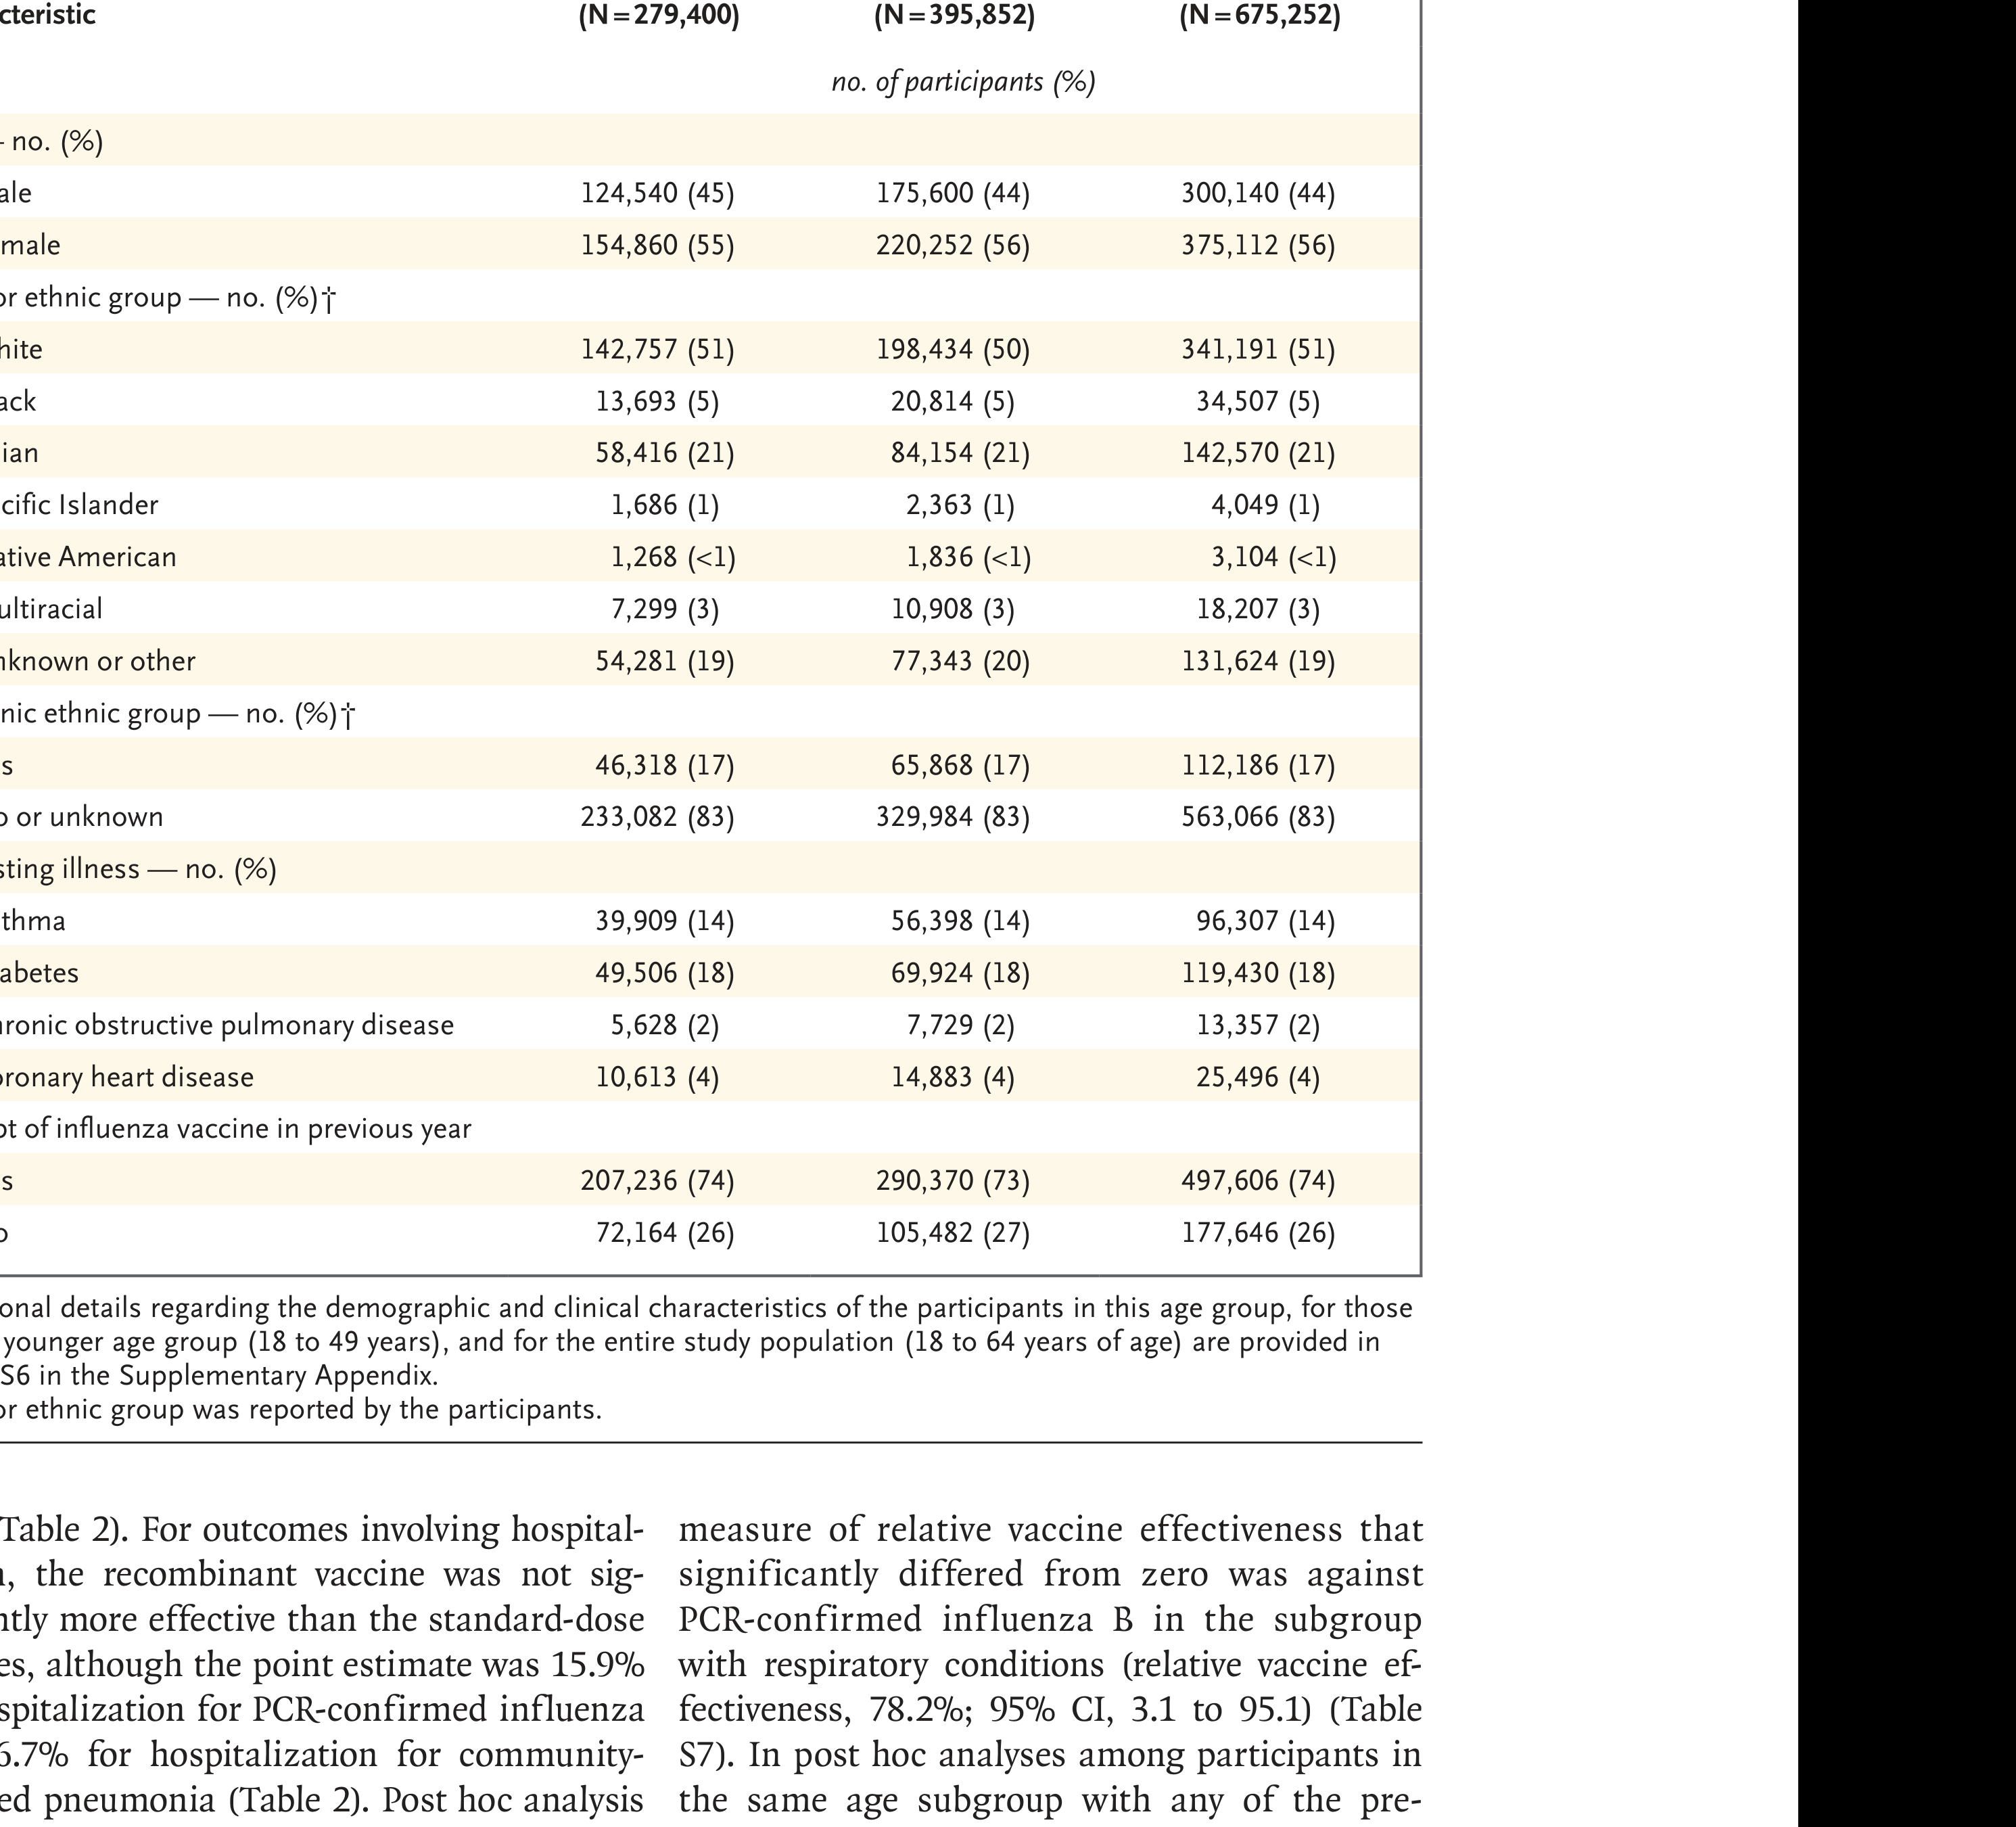 cteristic (N=279,400) (N=395,852) (N=675,252)
no. of participants (%)
– no. (%)
ale 124,540 (45) 175,600 (44) 300,140 (44)
male 154,860 (55) 220,252 (56) 375,112 (56)
or ethnic group — no. (%)†
hite 142,757 (51) 198,434 (50) 341,191 (51)
ack 13,693 (5) 20,814 (5) 34,507 (5)
ian 58,416 (21) 84,154 (21) 142,570 (21)
cific Islander 1,686 (1) 2,363 (1) 4,049 (1)
ative American 1,268 (<1) 1,836 (<1) 3,104 (<1)
ultiracial 7,299 (3) 10,908 (3) 18,207 (3)
nknown or other 54,281 (19) 77,343 (20) 131,624 (19)
nic ethnic group — no. (%)†
s 46,318 (17) 65,868 (17) 112,186 (17)
o or unknown 233,082 (83) 329,984 (83) 563,066 (83)
sting illness — no. (%)
thma 39,909 (14) 56,398 (14) 96,307 (14)
abetes 49,506 (18) 69,924 (18) 119,430 (18)
hronic obstructive pulmonary disease 5,628 (2) 7,729 (2) 13,357 (2)
oronary heart disease 10,613 (4) 14,883 (4) 25,496 (4)
pt of influenza vaccine in previous year
s 207,236 (74) 290,370 (73) 497,606 (74)
o 72,164 (26) 105,482 (27) 177,646 (26)
onal details regarding the demographic and clinical characteristics of the participants in this age group, for those
younger age group (18 to 49 years), and for the entire study population (18 to 64 years of age) are provided in
S6 in the Supplementary Appendix.
or ethnic group was reported by the participants.
Table 2). For outcomes involving hospital-
n, the recombinant vaccine was not sig-
ntly more effective than the standard-dose
es, although the point estimate was 15.9%
spitalization for PCR-confirmed influenza
6.7% for hospitalization for community-
ed pneumonia (Table 2). Post hoc analysis
measure of relative vaccine effectiveness that
significantly differed from zero was against
PCR-confirmed influenza B in the subgroup
with respiratory conditions (relative vaccine ef-
fectiveness, 78.2%; 95% CI, 3.1 to 95.1) (Table
S7). In post hoc analyses among participants in
the same age subgroup with any of the pre-